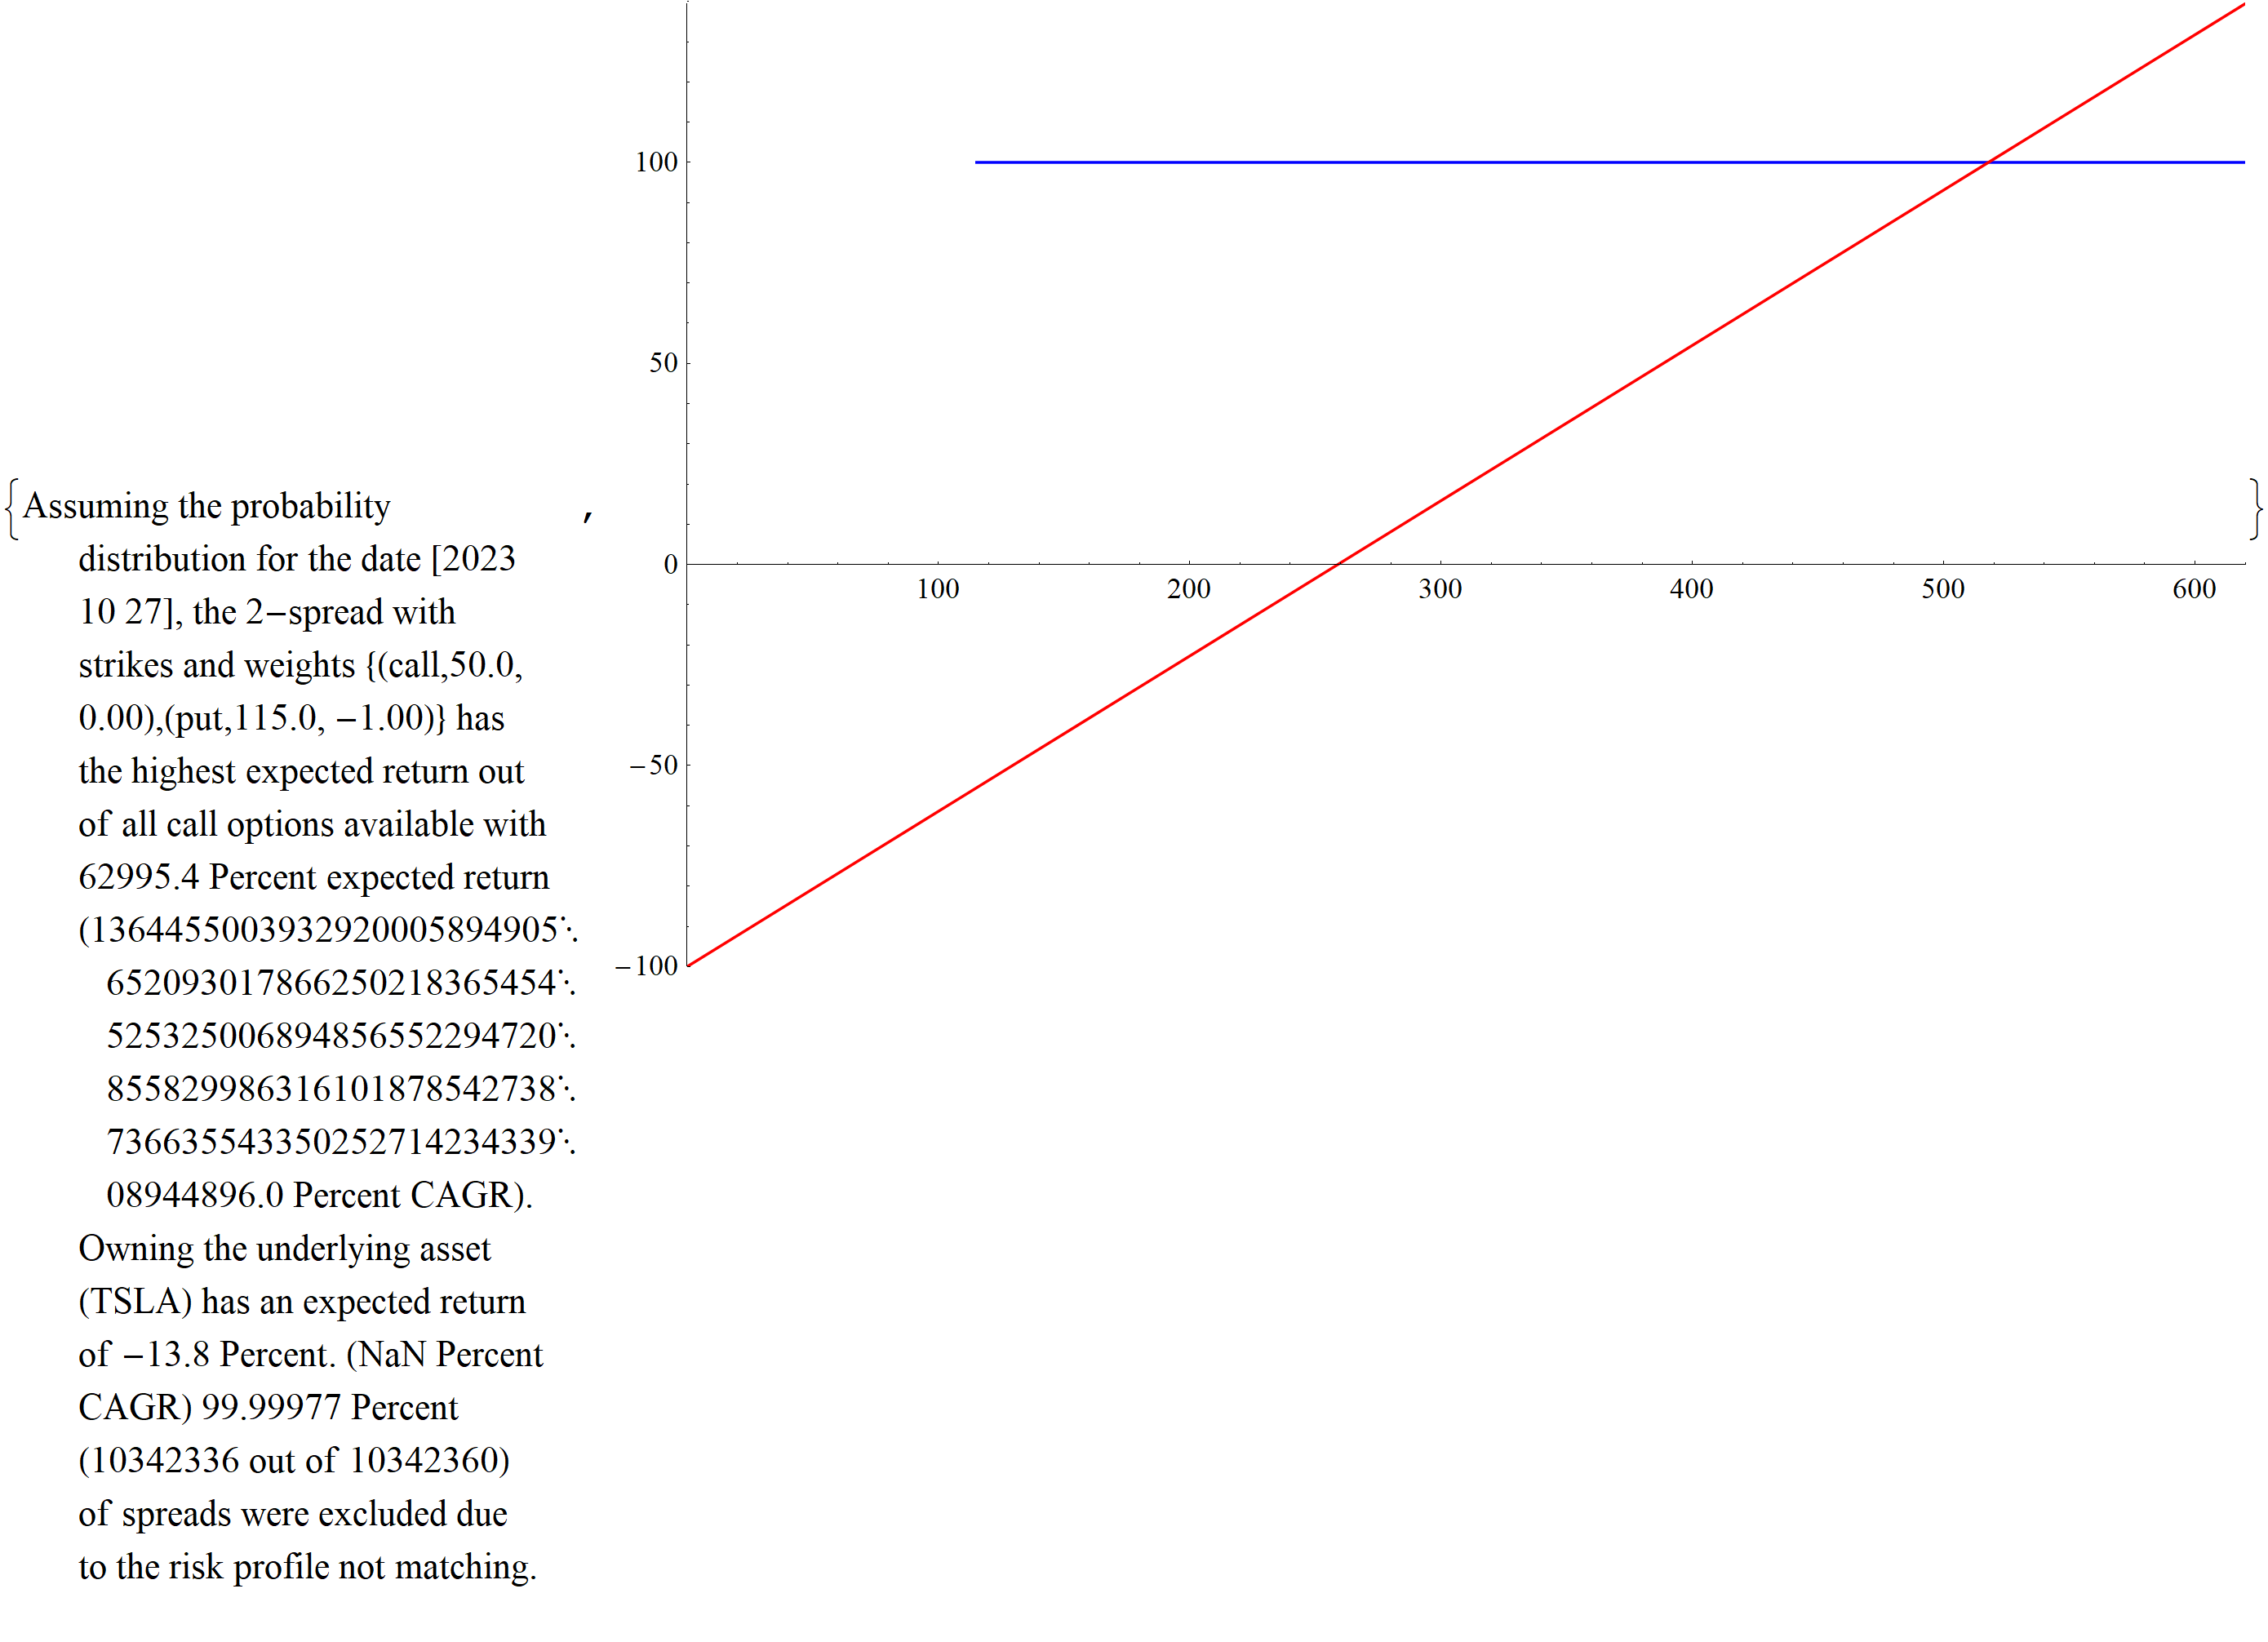 {Assuming the probability ,
distribution for the date [2023
10 27], the 2−spread with
strikes and weights {(call,50.0,
0.00),(put,115.0, −1.00)} has
the highest expected return out
of all call options available with
62995.4 Percent expected return
(1364455003932920005894905⋱
652093017866250218365454⋱
525325006894856552294720⋱
855829986316101878542738⋱
736635543350252714234339⋱
08944896.0 Percent CAGR).
Owning the underlying asset
(TSLA) has an expected return
of −13.8 Percent. (NaN Percent
CAGR) 99.99977 Percent
(10342336 out of 10342360)
of spreads were excluded due
to the risk profile not matching.
100
50
0
−50
−100
100 200 300 400 500 600
}